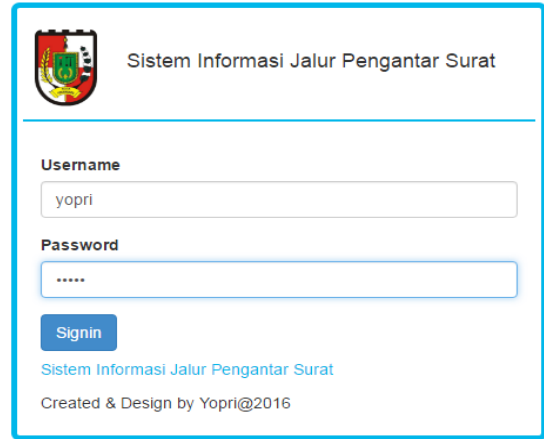 Sistem Informasi Jalur Pengantar Surat
Username
yopri
Password
•••••
Signin
Sistem Informasi Jalur Pengantar Surat
Created & Design by Yopri@2016